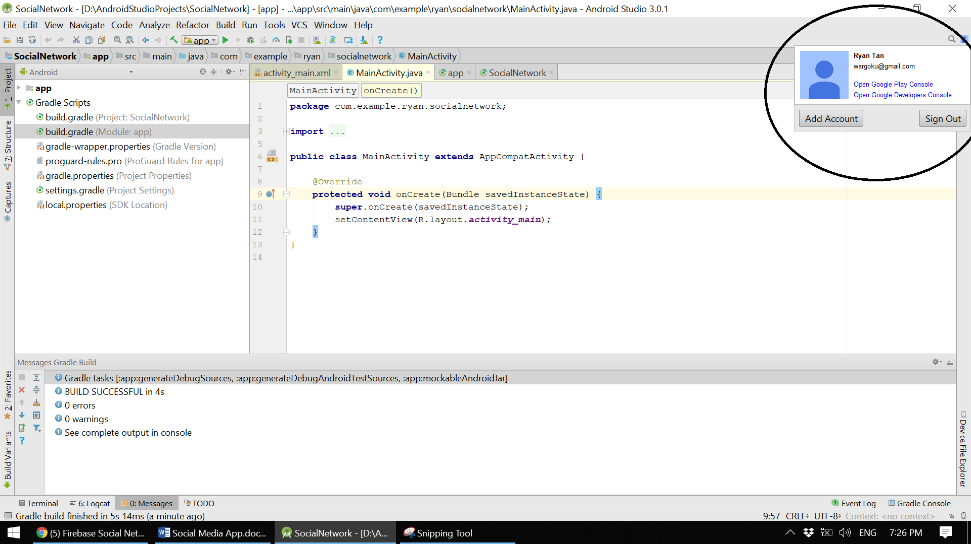 SocialNetwork - [D:\AndroidStudioProjects\SocialNetwork] - [app] - ...\app\src\main\java\com\example\ryan\socialnetwork\MainActivity.java - Android Studio 3.0.1
File Edit View Navigate Code Analyze Refactor Build Run Tools VCS Window Help
app
SocialNetwork app src main java com example ryan socialnetwork MainActivity
Android
activity_main.xml MainActivity.java app SocialNetwork
MainActivity onCreate()
1: Project
7: Structure
Captures
2: Favorites
Build Variants
app
Gradle Scripts
build.gradle (Project: SocialNetwork)
build.gradle (Module: app)
gradle-wrapper.properties (Gradle Version)
proguard-rules.pro (ProGuard Rules for app)
gradle.properties (Project Properties)
settings.gradle (Project Settings)
local.properties (SDK Location)
1 package com.example.ryan.socialnetwork;
2
3 import ...
5
6 public class MainActivity extends AppCompatActivity {
7
8 @Override
9 protected void onCreate(Bundle savedInstanceState) {
10 super.onCreate(savedInstanceState);
11 setContentView(R.layout.activity_main);
12 }
13 }
14
Ryan Tan
wargoku@gmail.com
Open Google Play Console
Open Google Developers Console
Add Account Sign Out
Messages Gradle Build
Gradle tasks [:app:generateDebugSources, :app:generateDebugAndroidTestSources, :app:mockableAndroidJar]
BUILD SUCCESSFUL in 4s
0 errors
0 warnings
See complete output in console
Device File Explorer
Terminal 6: Logcat 0: Messages TODO Event Log Gradle Console
Gradle build finished in 5s 14ms (a minute ago) 9:57 CRLF÷ UTF-8÷ Context: <no context>
(5) Firebase Social Net... Social Media App.doc... SocialNetwork - [D:\A... Snipping Tool ENG 7:26 PM